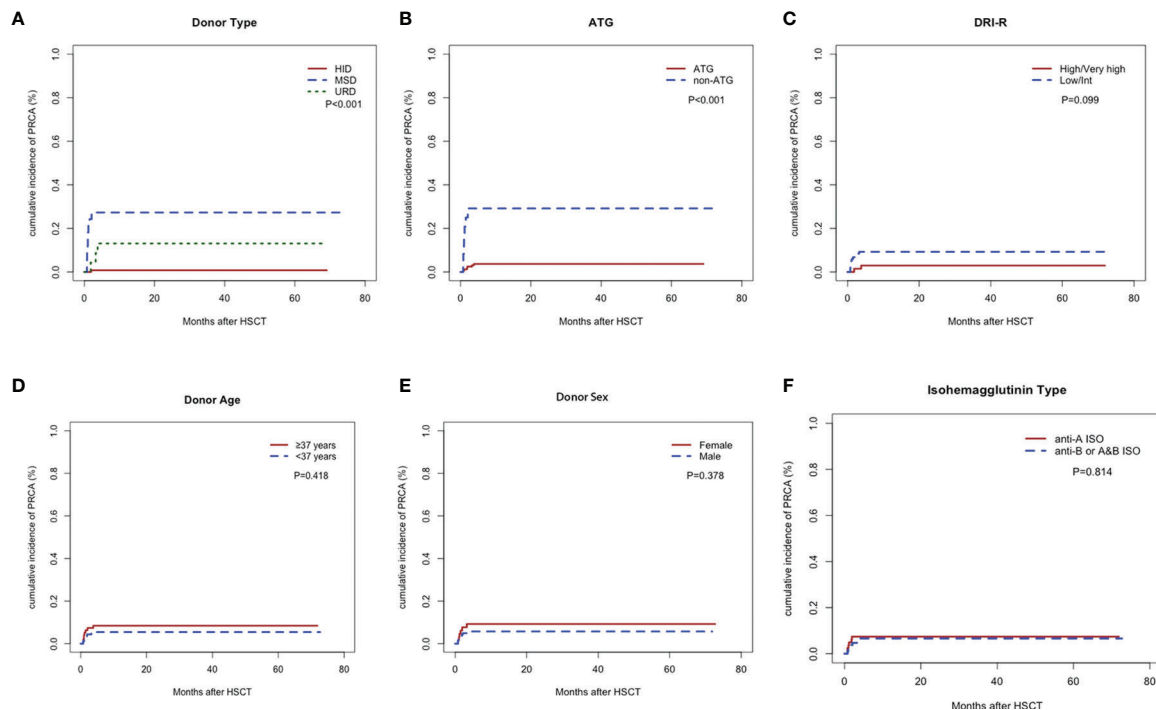 A
Donor Type
cumulative incidence of PRCA (%)
0.0 0.2 0.4 0.6 0.8 1.0
HID
MSD
URD
P<0.001
0 20 40 60 80
Months after HSCT
B
ATG
cumulative incidence of PRCA (%)
0.0 0.2 0.4 0.6 0.8 1.0
ATG
non-ATG
P<0.001
0 20 40 60 80
Months after HSCT
C
DRI-R
cumulative incidence of PRCA (%)
0.0 0.2 0.4 0.6 0.8 1.0
High/Very high
Low/Int
P=0.099
0 20 40 60 80
Months after HSCT
D
Donor Age
cumulative incidence of PRCA (%)
0.0 0.2 0.4 0.6 0.8 1.0
≥37 years
<37 years
P=0.418
0 20 40 60 80
Months after HSCT
E
Donor Sex
cumulative incidence of PRCA (%)
0.0 0.2 0.4 0.6 0.8 1.0
Female
Male
P=0.378
0 20 40 60 80
Months after HSCT
F
Isohemagglutinin Type
cumulative incidence of PRCA (%)
0.0 0.2 0.4 0.6 0.8 1.0
anti-A ISO
anti-B or A&B ISO
P=0.814
0 20 40 60 80
Months after HSCT